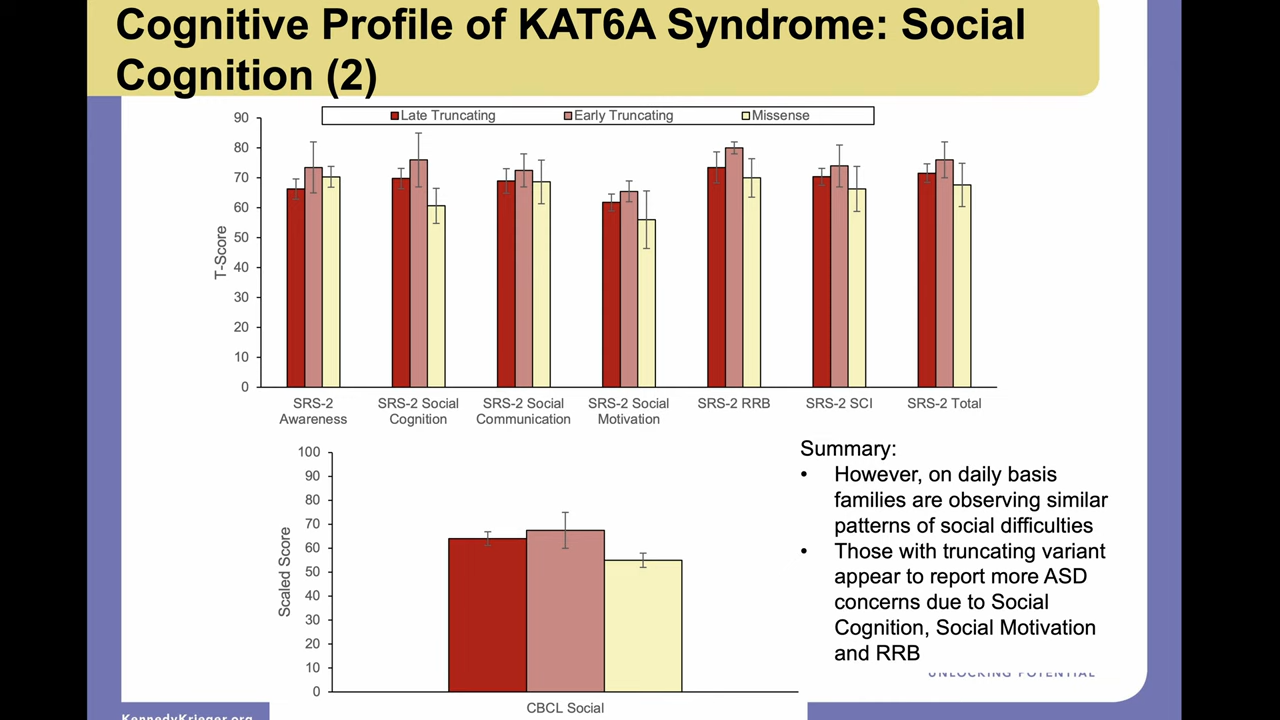 Cognitive Profile of KAT6A Syndrome: Social
Cognition (2)
Late Truncating
Early Truncating
Missense
90
80
70
60
50
40
30
20
10
0
T-Score
SRS-2
Awareness
SRS-2 Social
Cognition
SRS-2 Social
Communication
SRS-2 Social
Motivation
SRS-2 RRB
SRS-2 SCI
SRS-2 Total
100
90
80
70
60
50
40
30
20
10
0
Scaled Score
CBCL Social
Summary:
• However, on daily basis
families are observing similar
patterns of social difficulties
• Those with truncating variant
appear to report more ASD
concerns due to Social
Cognition, Social Motivation
and RRB
UNLOCKING POTENTIAL
KennedyKrieger.org